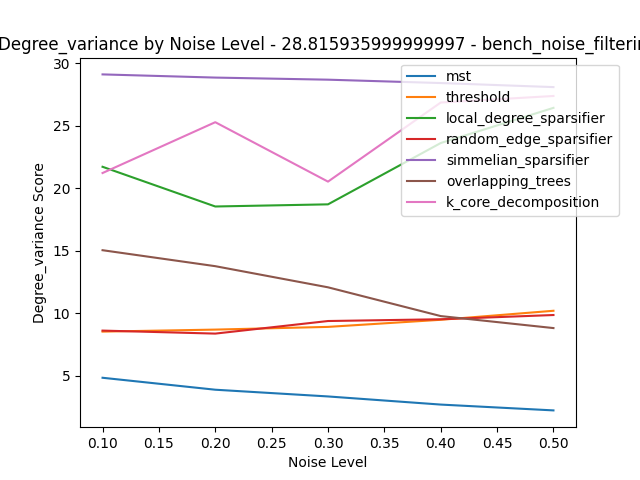 Degree_variance by Noise Level - 28.815935999999997 - bench_noise_filterin
Degree_variance Score
30
25
20
15
10
5
mst
threshold
local_degree_sparsifier
random_edge_sparsifier
simmelian_sparsifier
overlapping_trees
k_core_decomposition
0.10 0.15 0.20 0.25 0.30 0.35 0.40 0.45 0.50
Noise Level